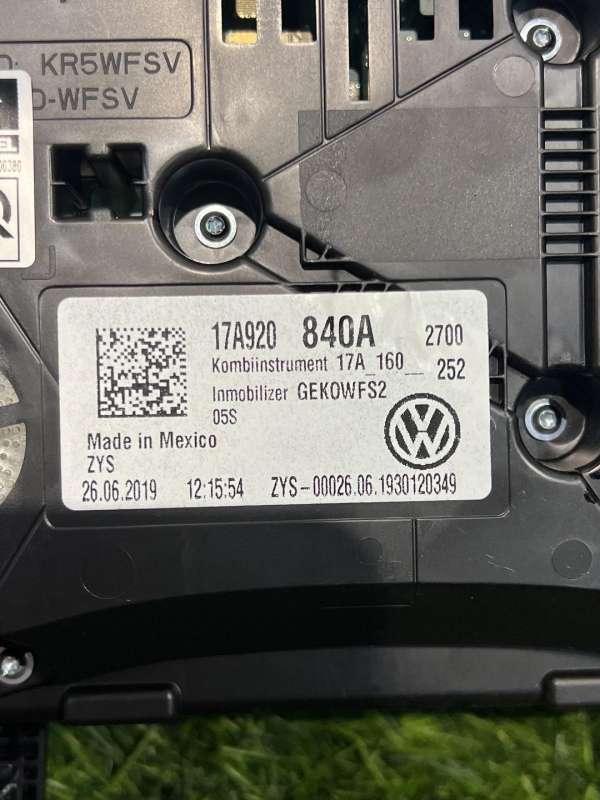 D: KR5WFSV
D-WFSV
17A920 840A 2700
Kombiinstrument 17A_160__ 252
Inmobilizer GEKOWFS2
05S
Made in Mexico
ZYS
26.06.2019 12:15:54 ZYS-00026.06.1930120349